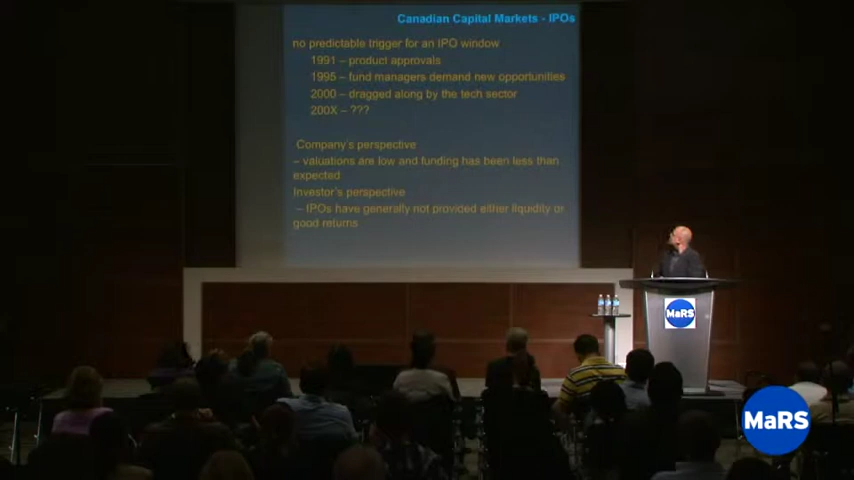 Canadian Capital Markets - IPOs
no predictable trigger for an IPO window
1991 – product approvals
1995 – fund managers demand new opportunities
2000 – dragged along by the tech sector
200X – ???
Company's perspective
– valuations are low and funding has been less than
expected
Investor's perspective
– IPOs have generally not provided either liquidity or
good returns
MaRS
MaRS